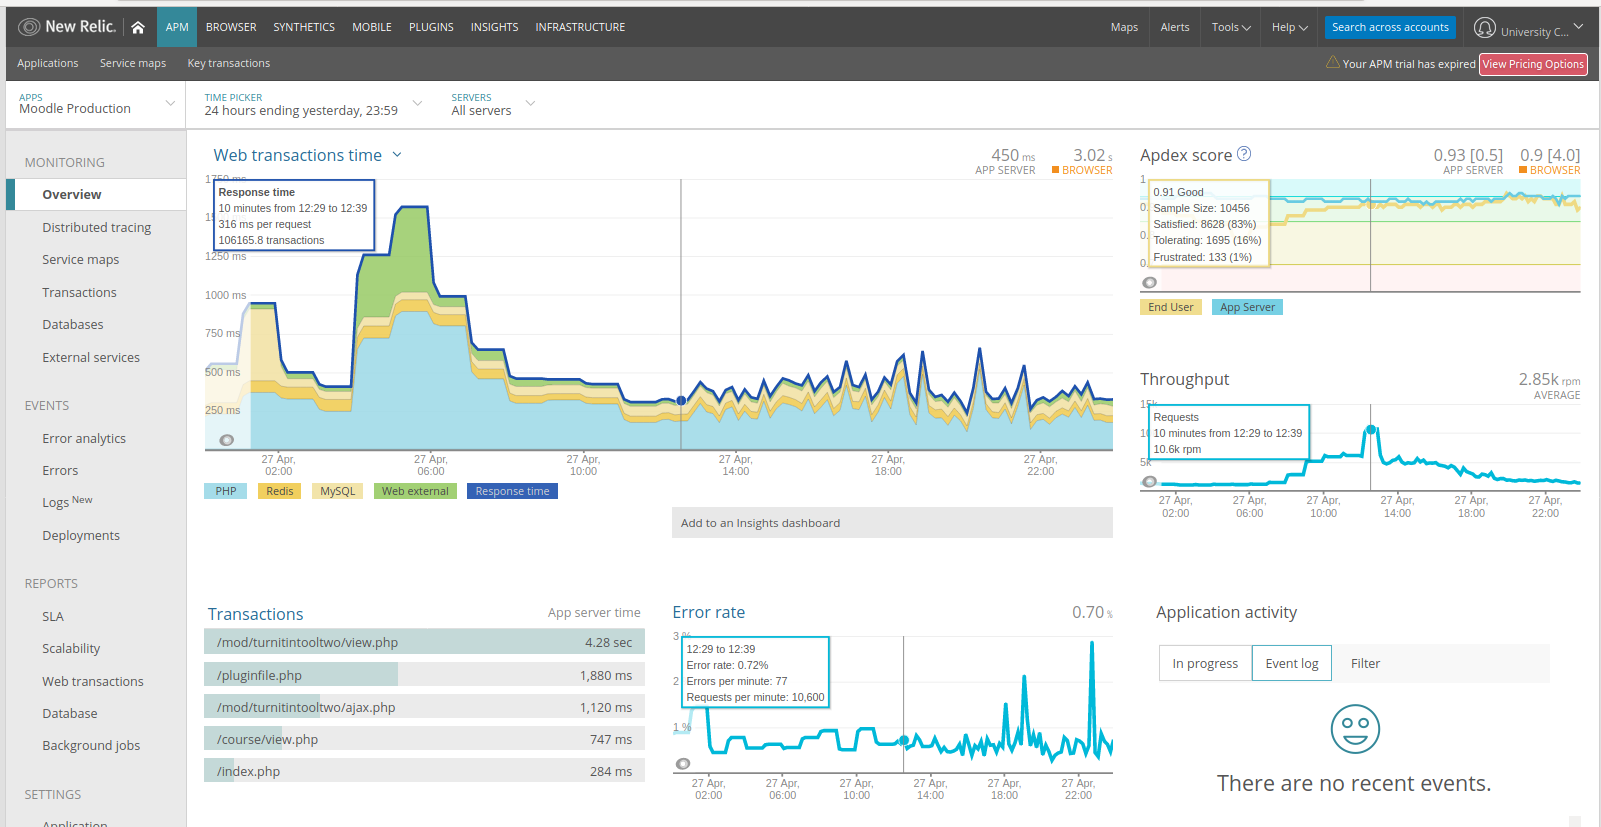 New Relic.
APM BROWSER SYNTHETICS MOBILE PLUGINS INSIGHTS INFRASTRUCTURE
Maps Alerts Tools Help Search across accounts University C...
Applications Service maps Key transactions
Your APM trial has expired View Pricing Options
APPS
Moodle Production
TIME PICKER
24 hours ending yesterday, 23:59
SERVERS
All servers
MONITORING
Overview
Distributed tracing
Service maps
Transactions
Databases
External services
EVENTS
Error analytics
Errors
Logs New
Deployments
REPORTS
SLA
Scalability
Web transactions
Database
Background jobs
SETTINGS
Application
Web transactions time
450 ms
APP SERVER
3.02 s
BROWSER
Response time
10 minutes from 12:29 to 12:39
316 ms per request
106165.8 transactions
1250 ms
1000 ms
750 ms
500 ms
250 ms
27 Apr, 02:00
27 Apr, 06:00
27 Apr, 10:00
27 Apr, 14:00
27 Apr, 18:00
27 Apr, 22:00
PHP Redis MySQL Web external Response time
Add to an Insights dashboard
Apdex score ?
0.93 [0.5]
APP SERVER
0.9 [4.0]
BROWSER
1
0.91 Good
Sample Size: 10456
Satisfied: 8628 (83%)
Tolerating: 1695 (16%)
Frustrated: 133 (1%)
End User App Server
Throughput
2.85k rpm
AVERAGE
Requests
10 minutes from 12:29 to 12:39
10.6k rpm
5k
27 Apr, 02:00
27 Apr, 06:00
27 Apr, 10:00
27 Apr, 14:00
27 Apr, 18:00
27 Apr, 22:00
Transactions App server time
/mod/turnitintooltwo/view.php 4.28 sec
/pluginfile.php 1,880 ms
/mod/turnitintooltwo/ajax.php 1,120 ms
/course/view.php 747 ms
/index.php 284 ms
Error rate 0.70 %
3 %
12:29 to 12:39
Error rate: 0.72%
Errors per minute: 77
Requests per minute: 10,600
2
1 %
27 Apr, 02:00
27 Apr, 06:00
27 Apr, 10:00
27 Apr, 14:00
27 Apr, 18:00
27 Apr, 22:00
Application activity
In progress Event log Filter
There are no recent events.